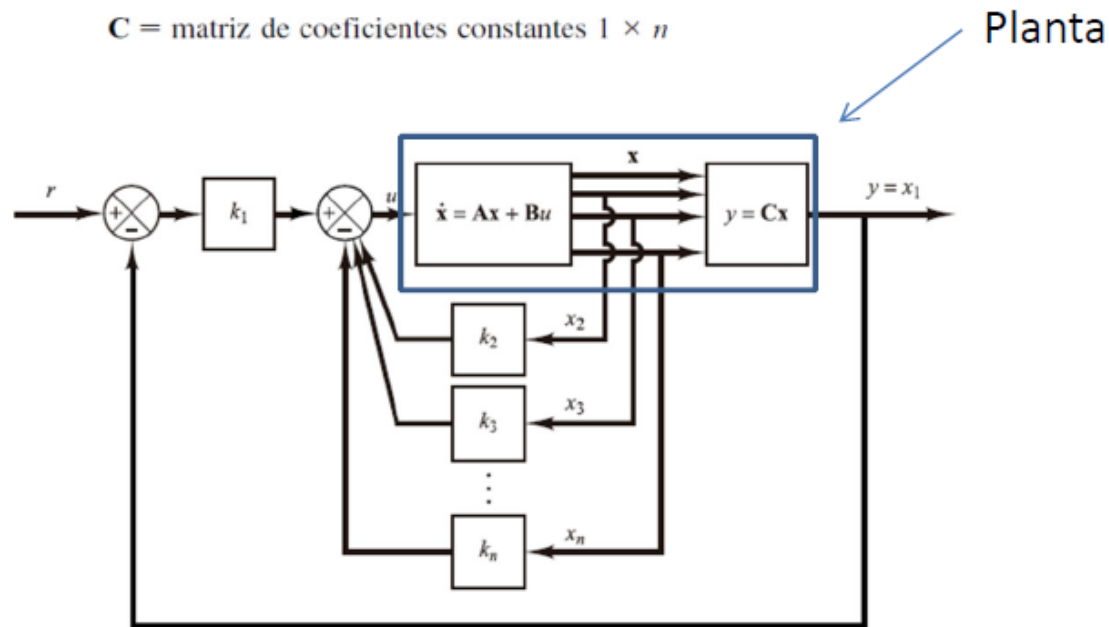 C = matriz de coeficientes constantes 1 × n
Planta
r
+
−
k₁
+
−
u
ẋ = Ax + Bu
x
y = Cx
y = x₁
k₂
x₂
k₃
x₃
⋮
kₙ
xₙ